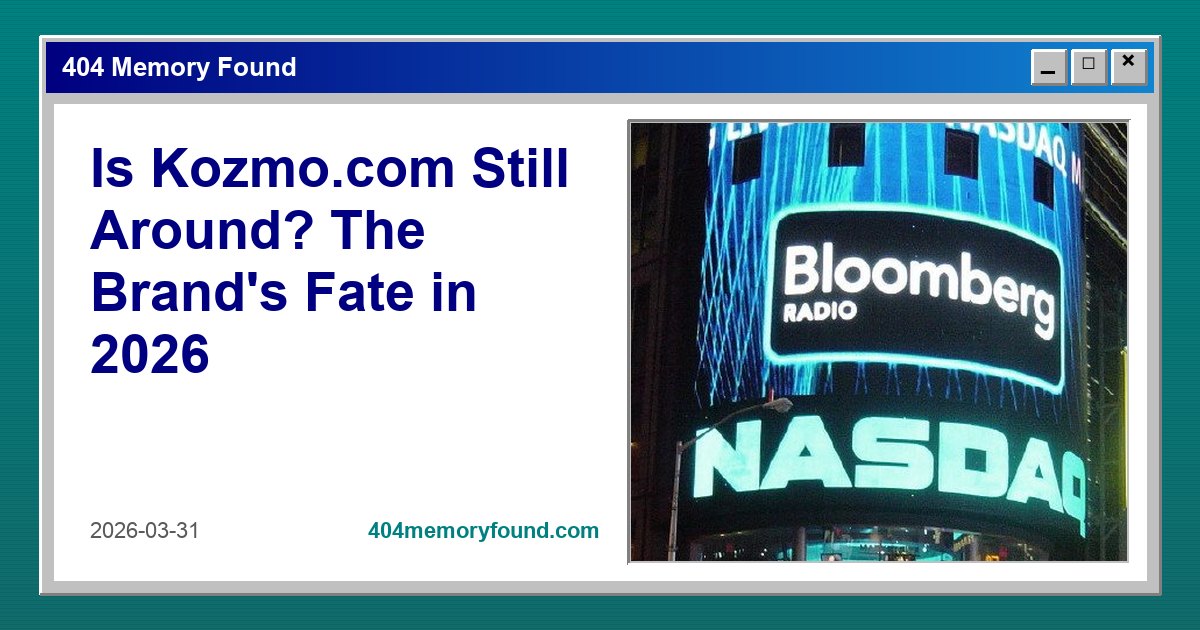 404 Memory Found
Is Kozmo.com Still
Around? The
Brand's Fate in
2026
2026-03-31
404memoryfound.com
NASDAQ M
Bloomberg
RADIO
NASDAQ